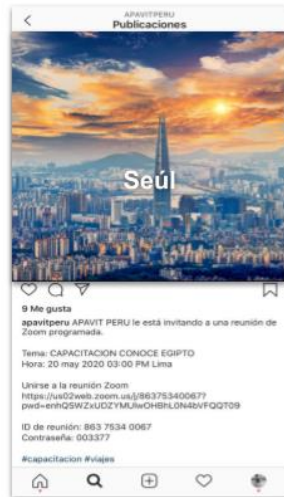 APAVITPERU
Publicaciones
Seúl
9 Me gusta
apavitperu APAVIT PERU le está invitando a una reunión de
Zoom programada.
Tema: CAPACITACION CONOCE EGIPTO
Hora: 20 may 2020 03:00 PM Lima
Unirse a la reunión Zoom
https://us02web.zoom.us/j/86375340067?
ID de reunión: 863 7534 0067
Contraseña: 003377
#capacitacion #viajes